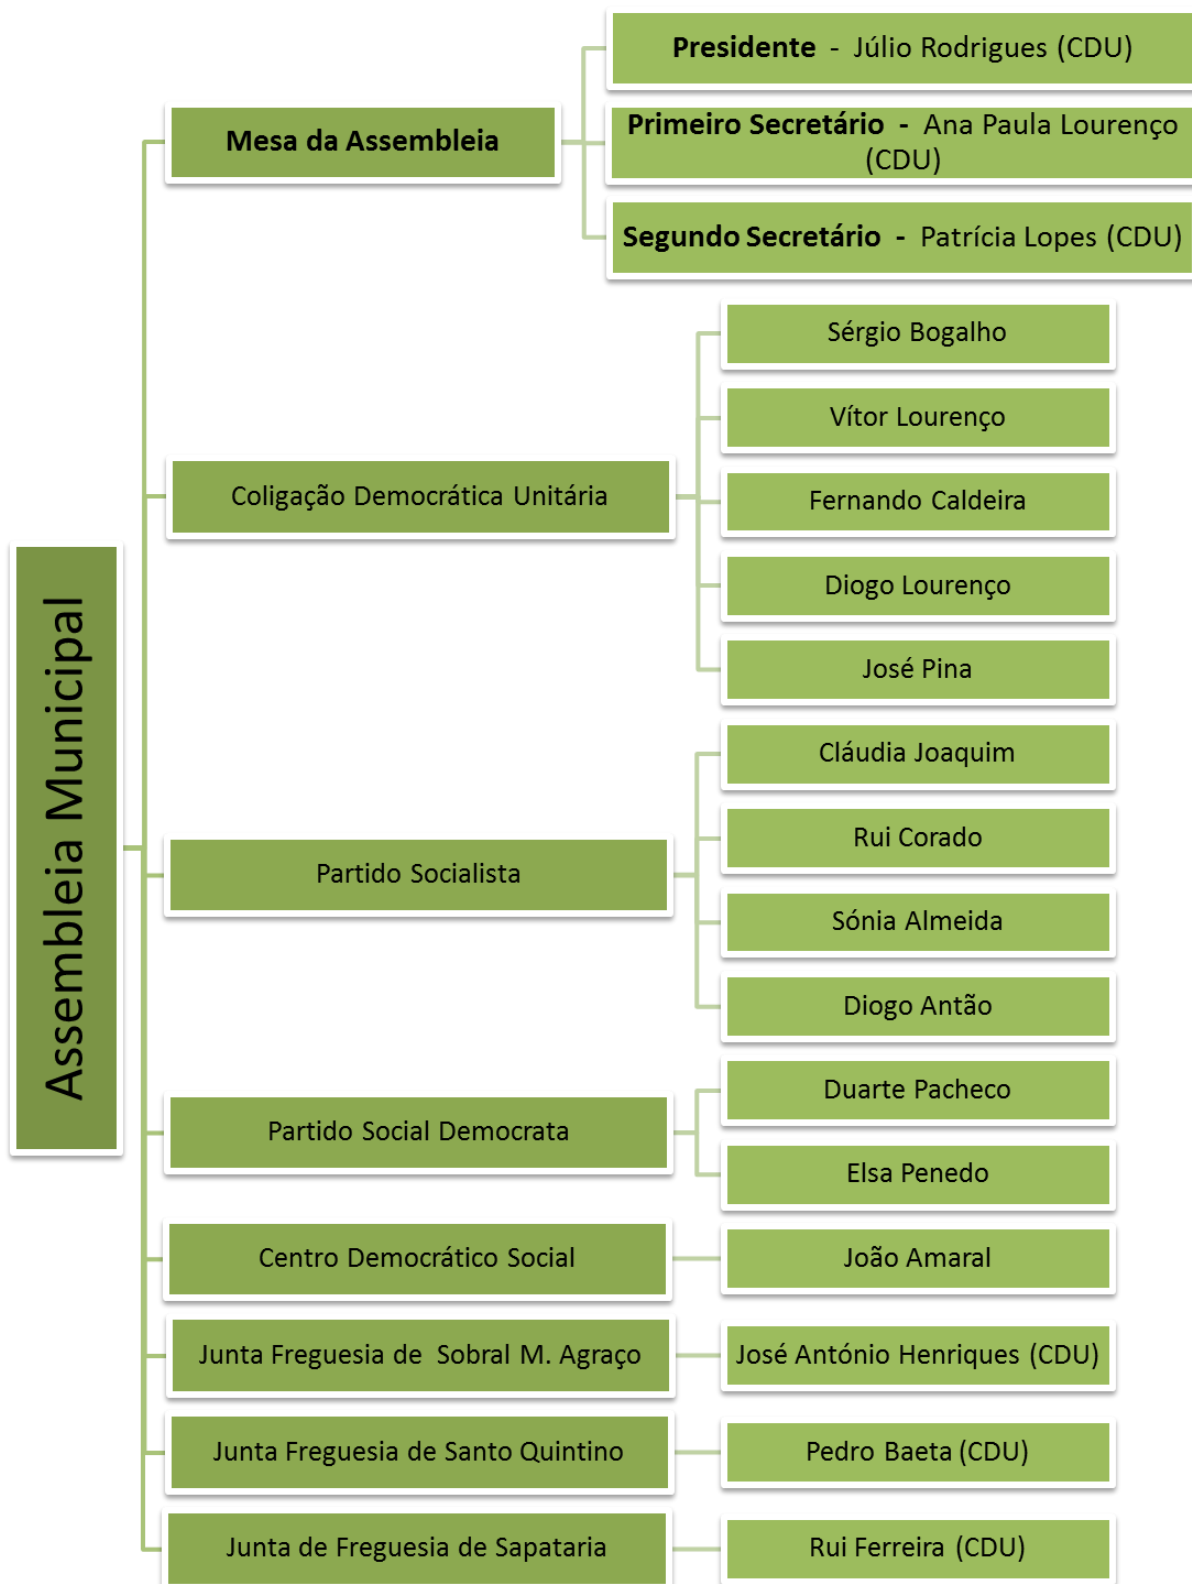 Assembleia Municipal
Mesa da Assembleia
Presidente - Júlio Rodrigues (CDU)
Primeiro Secretário - Ana Paula Lourenço
(CDU)
Segundo Secretário - Patrícia Lopes (CDU)
Coligação Democrática Unitária
Sérgio Bogalho
Vítor Lourenço
Fernando Caldeira
Diogo Lourenço
José Pina
Partido Socialista
Cláudia Joaquim
Rui Corado
Sónia Almeida
Diogo Antão
Partido Social Democrata
Duarte Pacheco
Elsa Penedo
Centro Democrático Social
João Amaral
Junta Freguesia de Sobral M. Agraço
José António Henriques (CDU)
Junta Freguesia de Santo Quintino
Pedro Baeta (CDU)
Junta de Freguesia de Sapataria
Rui Ferreira (CDU)